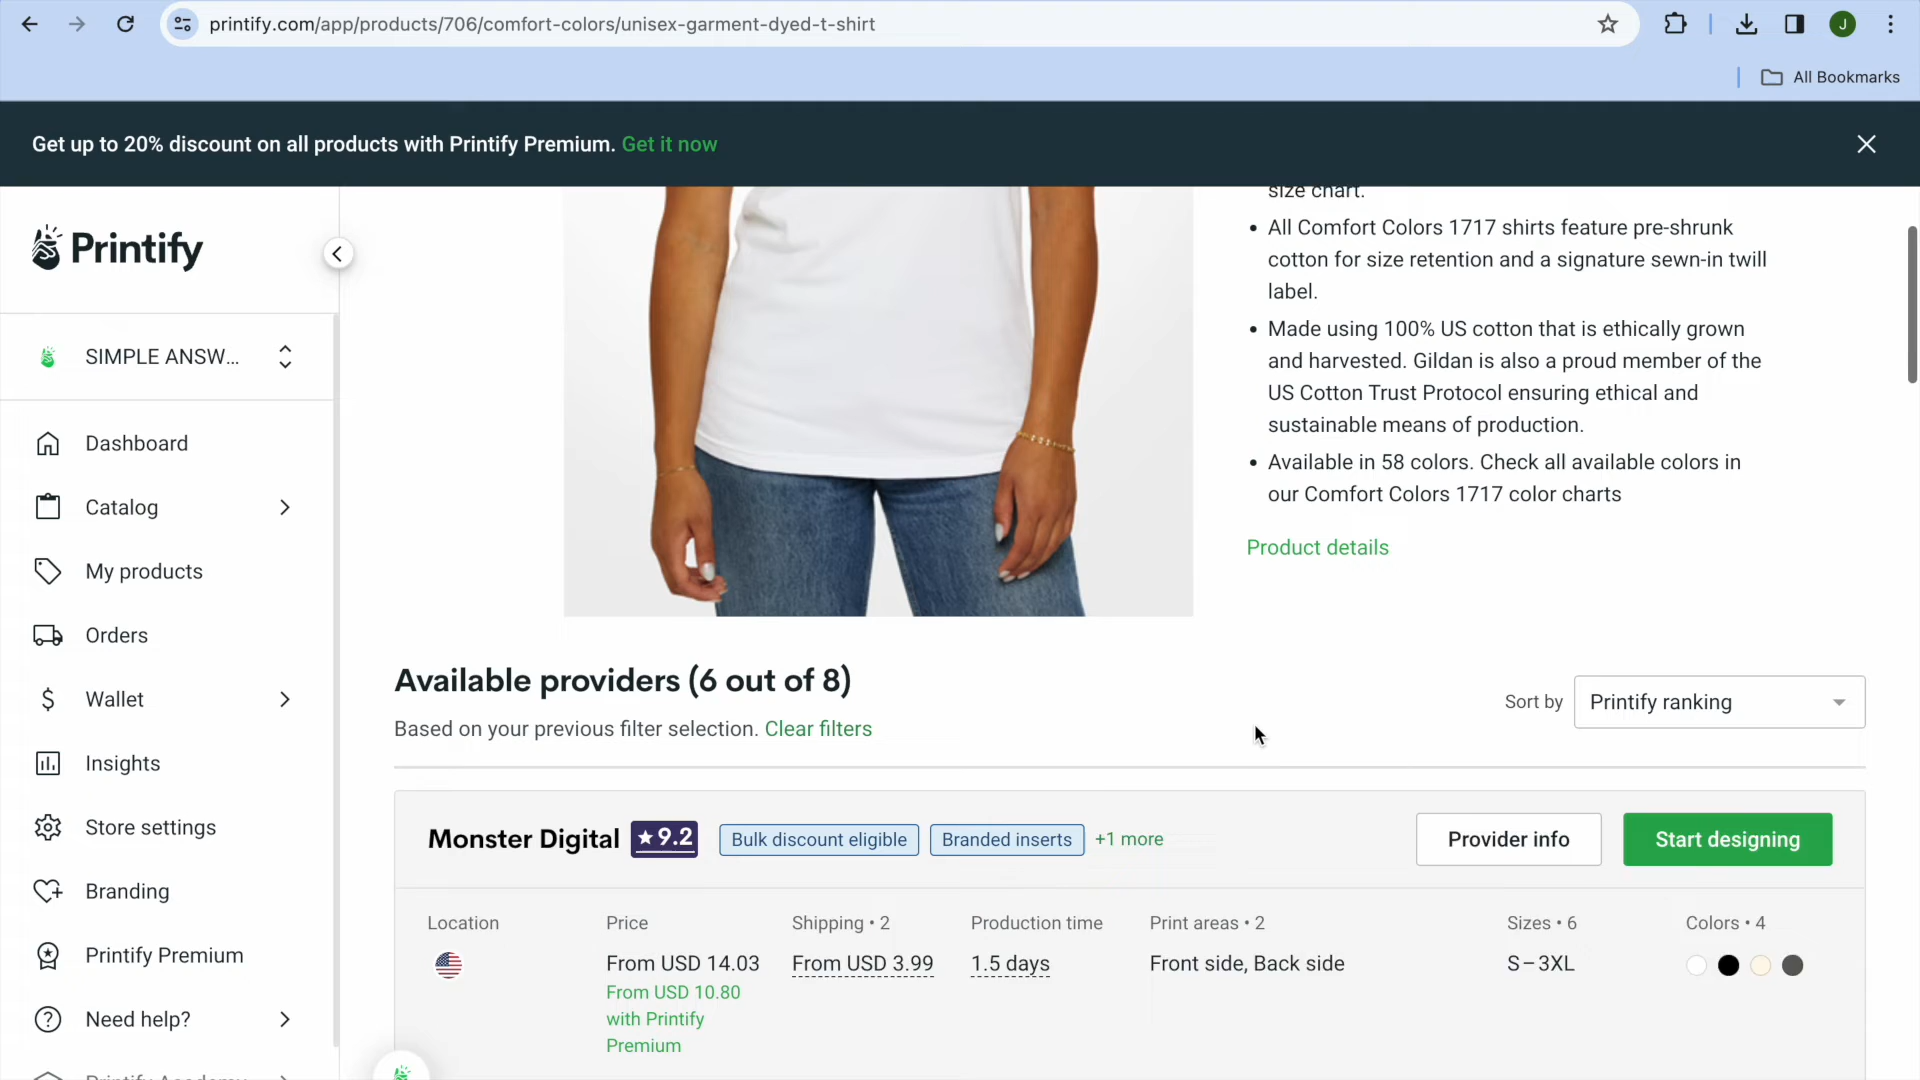 printify.com/app/products/706/comfort-colors/unisex-garment-dyed-t-shirt
J
All Bookmarks
Get up to 20% discount on all products with Printify Premium. Get it now
Printify
SIMPLE ANSW...
Dashboard
Catalog
My products
Orders
Wallet
Insights
Store settings
Branding
Printify Premium
Need help?
Printify Academy
size chart.
• All Comfort Colors 1717 shirts feature pre-shrunk
cotton for size retention and a signature sewn-in twill
label.
• Made using 100% US cotton that is ethically grown
and harvested. Gildan is also a proud member of the
US Cotton Trust Protocol ensuring ethical and
sustainable means of production.
• Available in 58 colors. Check all available colors in
our Comfort Colors 1717 color charts
Product details
Available providers (6 out of 8)
Based on your previous filter selection. Clear filters
Sort by Printify ranking
Monster Digital ★ 9.2 Bulk discount eligible Branded inserts +1 more Provider info Start designing
Location Price Shipping • 2 Production time Print areas • 2 Sizes • 6 Colors • 4
From USD 14.03 From USD 3.99 1.5 days Front side, Back side S–3XL
From USD 10.80
with Printify
Premium